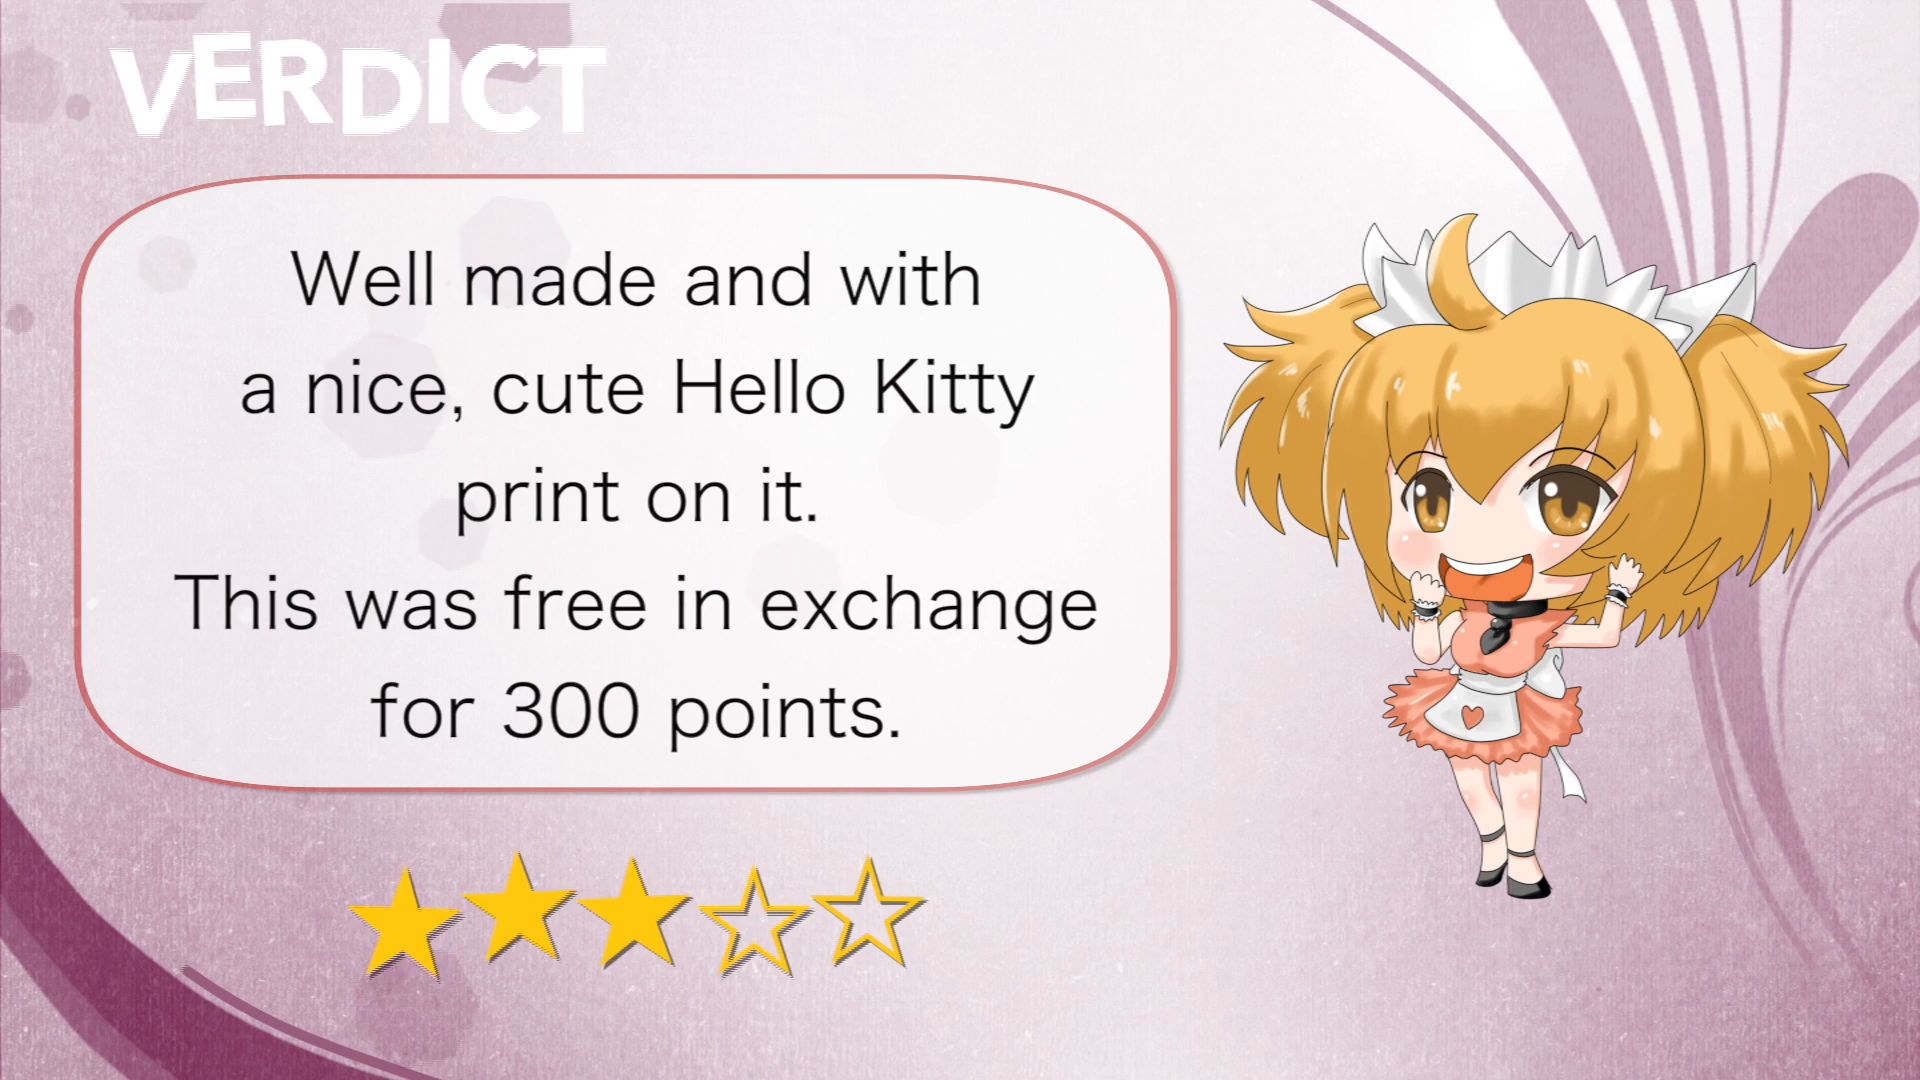 VERDICT
Well made and with
a nice, cute Hello Kitty
print on it.
This was free in exchange
for 300 points.